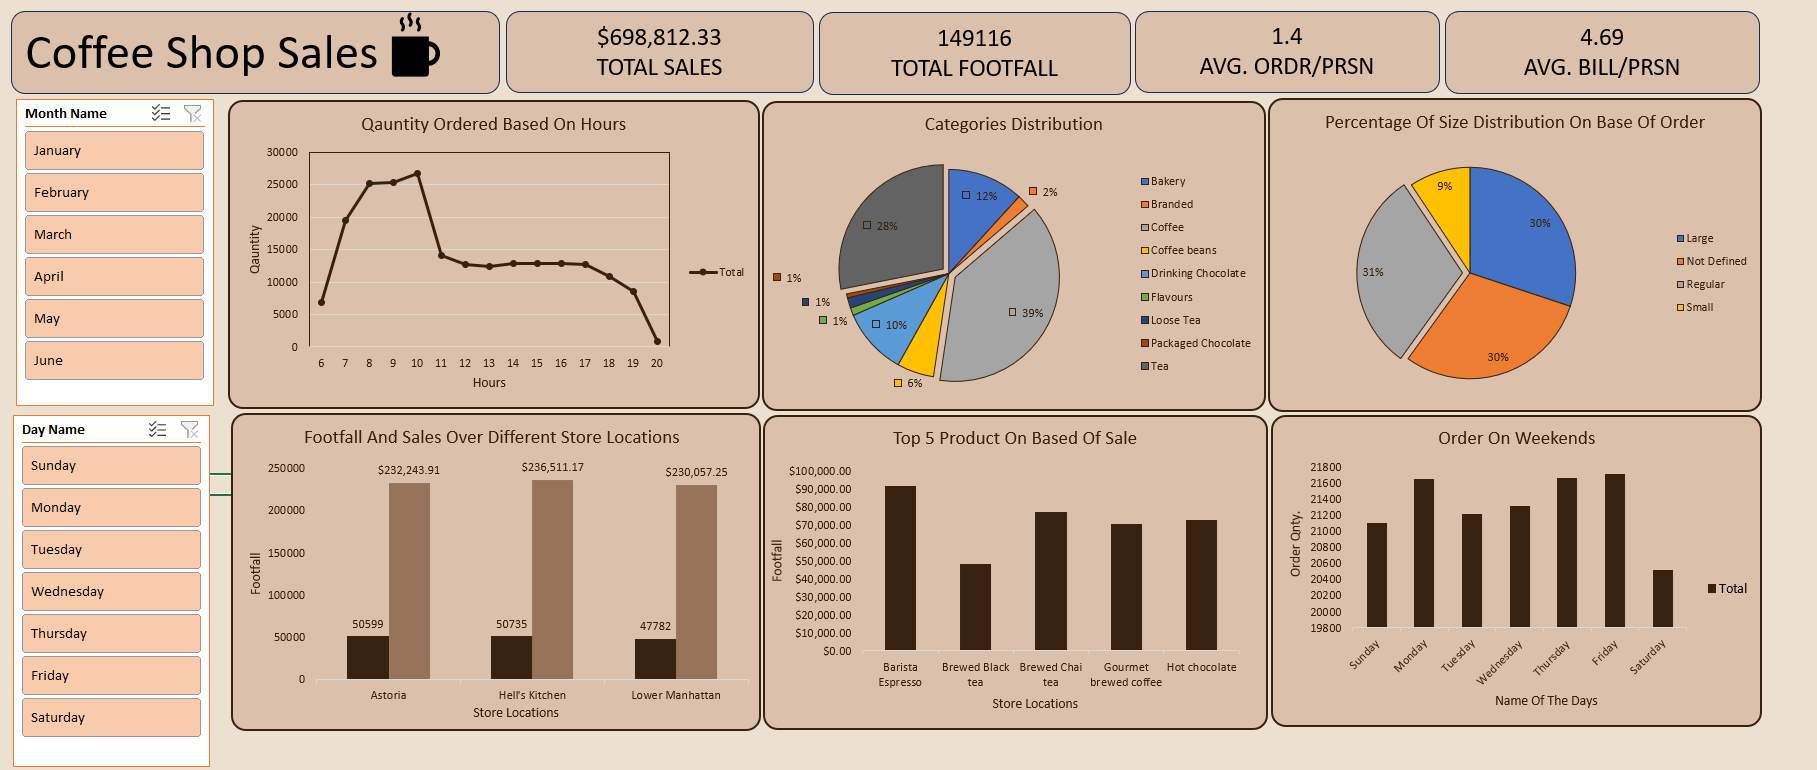 Coffee Shop Sales
$698,812.33
TOTAL SALES
149116
TOTAL FOOTFALL
1.4
AVG. ORDR/PRSN
4.69
AVG. BILL/PRSN
Month Name
January
February
March
April
May
June
Day Name
Sunday
Monday
Tuesday
Wednesday
Thursday
Friday
Saturday
Qauntity Ordered Based On Hours
30000
25000
20000
15000
10000
5000
0
Qauntity
6 7 8 9 10 11 12 13 14 15 16 17 18 19 20
Hours
Total
Categories Distribution
12%
2%
39%
6%
10%
1%
1%
1%
28%
Bakery
Branded
Coffee
Coffee beans
Drinking Chocolate
Flavours
Loose Tea
Packaged Chocolate
Tea
Percentage Of Size Distribution On Base Of Order
30%
30%
31%
9%
Large
Not Defined
Regular
Small
Footfall And Sales Over Different Store Locations
250000
200000
150000
100000
50000
0
Footfall
$232,243.91
$236,511.17
$230,057.25
50599
50735
47782
Astoria
Hell's Kitchen
Lower Manhattan
Store Locations
Top 5 Product On Based Of Sale
$100,000.00
$90,000.00
$80,000.00
$70,000.00
$60,000.00
$50,000.00
$40,000.00
$30,000.00
$20,000.00
$10,000.00
$0.00
Footfall
Barista
Espresso
Brewed Black
tea
Brewed Chai
tea
Gourmet
brewed coffee
Hot chocolate
Store Locations
Order On Weekends
21800
21600
21400
21200
21000
20800
20600
20400
20200
20000
19800
Order Qnty.
Sunday
Monday
Tuesday
Wednesday
Thursday
Friday
Saturday
Name Of The Days
Total